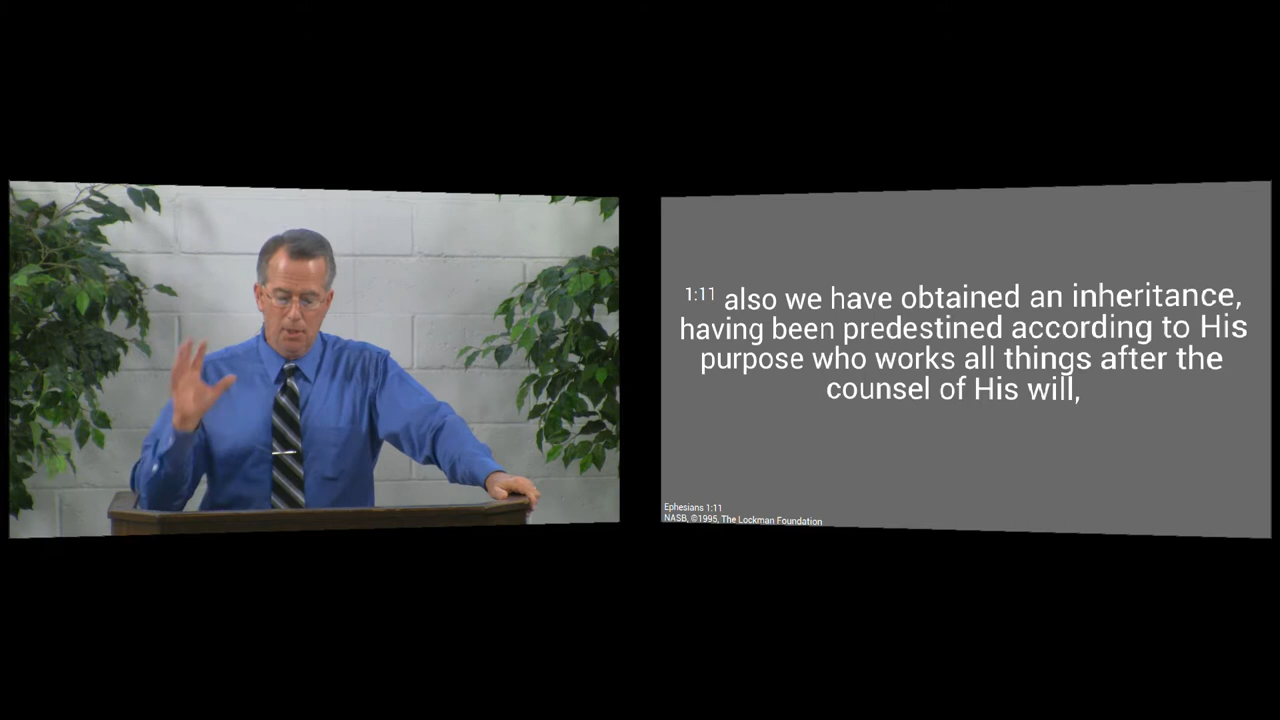 1:11 also we have obtained an inheritance,
having been predestined according to His
purpose who works all things after the
counsel of His will,
Ephesians 1:11
NASB, ©1995, The Lockman Foundation